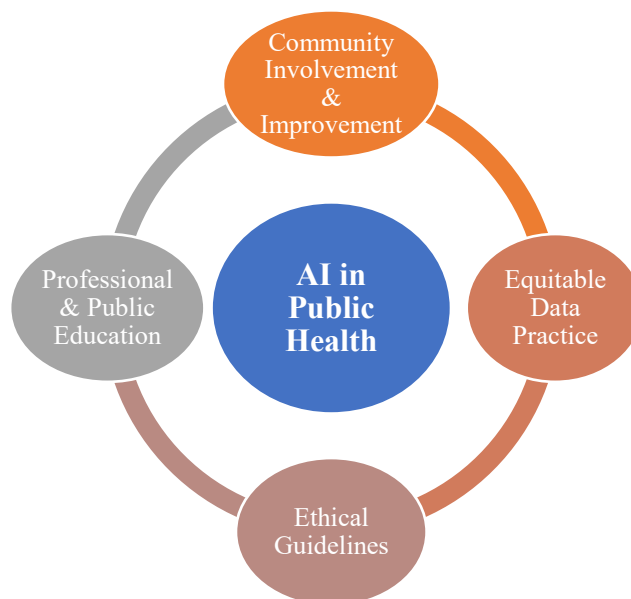 Community
Involvement
&
Improvement
Professional
& Public
Education
AI in
Public
Health
Equitable
Data
Practice
Ethical
Guidelines